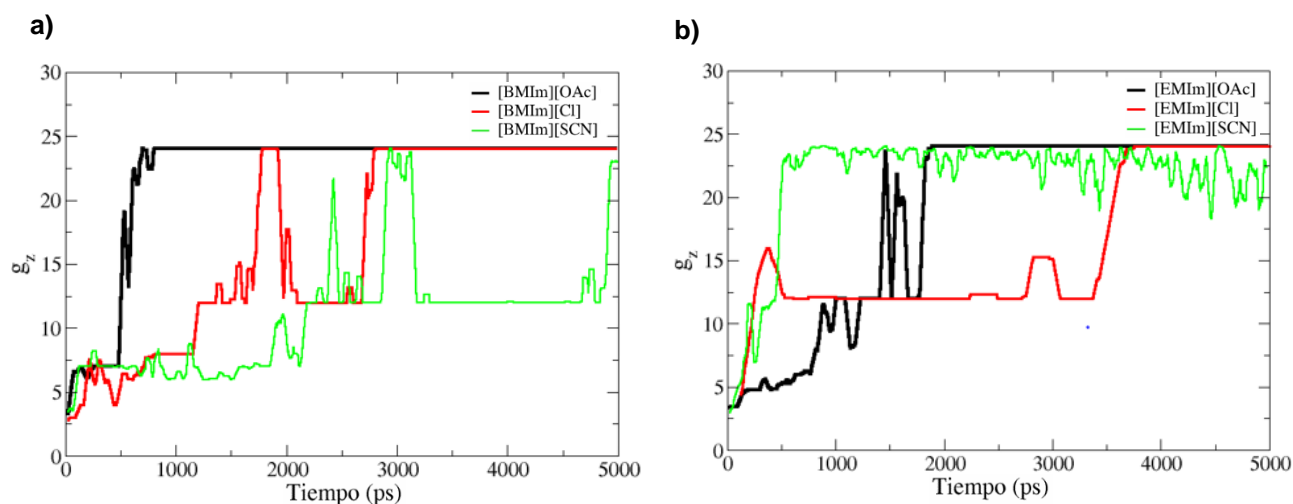 a)
30
25
20
15
10
5
0
g_z
[BMIm][OAc]
[BMIm][Cl]
[BMIm][SCN]
0 1000 2000 3000 4000 5000
Tiempo (ps)
b)
30
25
20
15
10
5
0
g_z
[EMIm][OAc]
[EMIm][Cl]
[EMIm][SCN]
0 1000 2000 3000 4000 5000
Tiempo (ps)